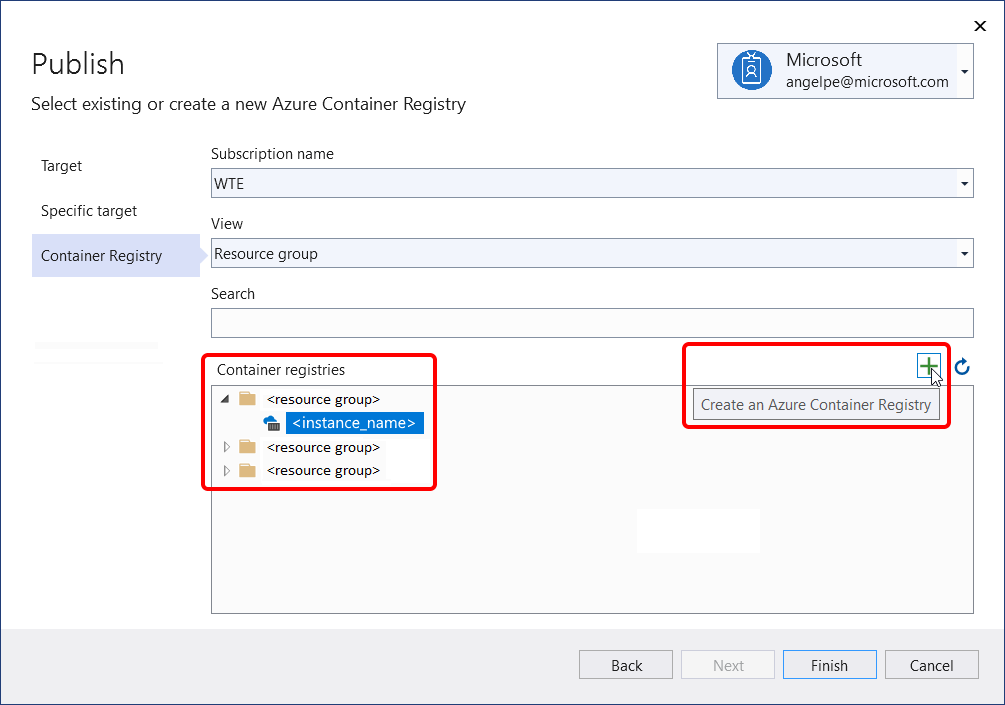 Publish
Select existing or create a new Azure Container Registry
Microsoft
angelpe@microsoft.com
Target
Specific target
Container Registry
Subscription name
WTE
View
Resource group
Search
Container registries
<resource group>
<instance_name>
<resource group>
<resource group>
Create an Azure Container Registry
Back
Next
Finish
Cancel